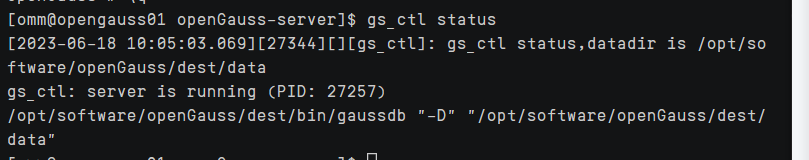 [omm@opengauss01 openGauss-server]$ gs_ctl status
[2023-06-18 10:05:03.069][27344][][gs_ctl]: gs_ctl status,datadir is /opt/so
ftware/openGauss/dest/data
gs_ctl: server is running (PID: 27257)
/opt/software/openGauss/dest/bin/gaussdb "-D" "/opt/software/openGauss/dest/
data"